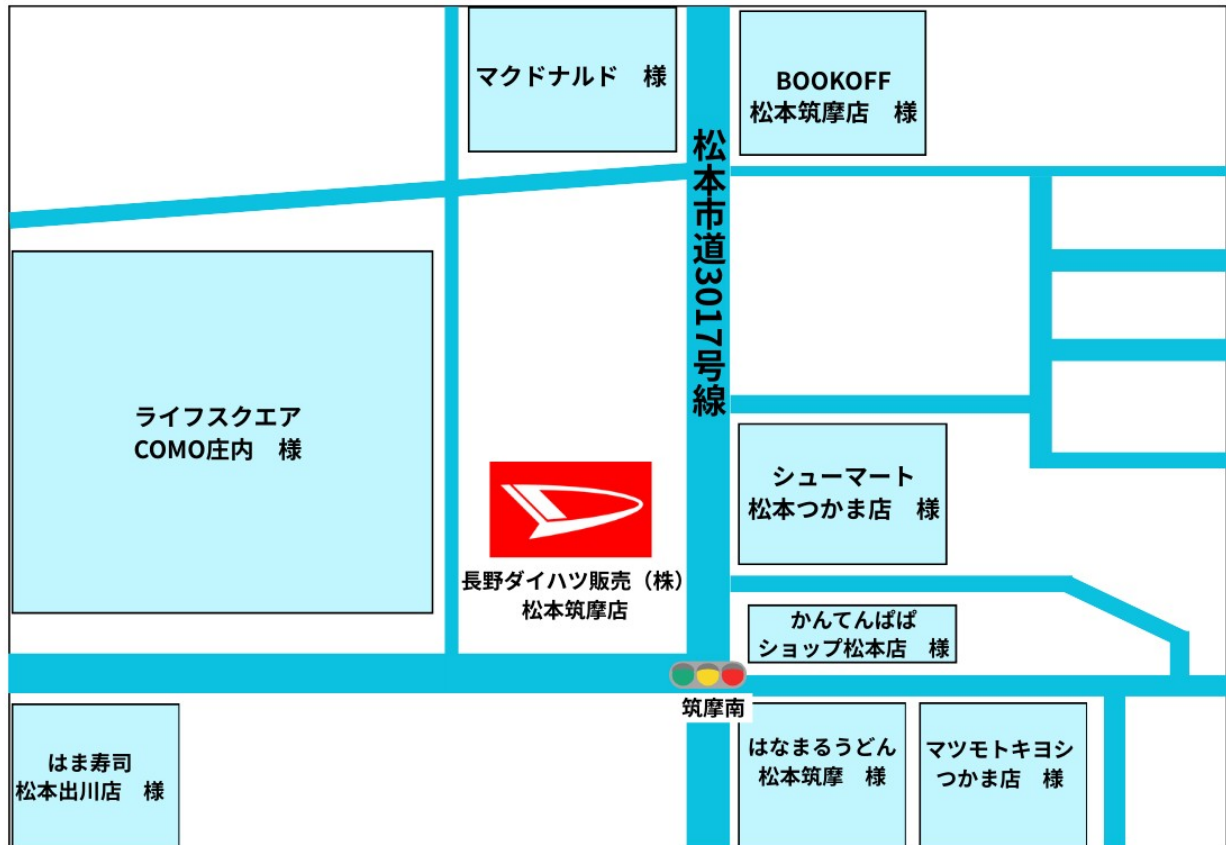 マクドナルド　様
BOOKOFF
松本筑摩店　様
松本市道3017号線
ライフスクエア
COMO庄内　様
シューマート
松本つかま店　様
長野ダイハツ販売（株）
松本筑摩店
かんてんぱぱ
ショップ松本店　様
筑摩南
はま寿司
松本出川店　様
はなまるうどん
松本筑摩　様
マツモトキヨシ
つかま店　様